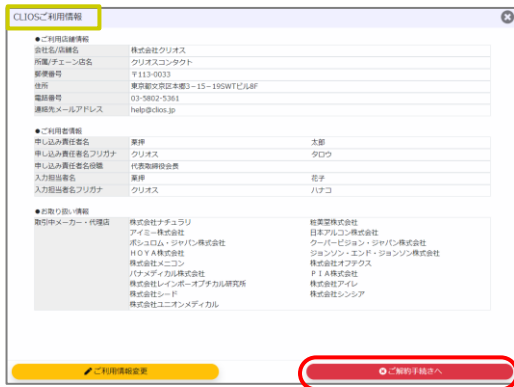 CLIOSご利用情報
●ご利用店舗情報
会社名/店舗名 株式会社クリオス
所属/チェーン店名 クリオスコンタクト
郵便番号 〒113-0033
住所 東京都文京区本郷3-15-19SWTビル8F
電話番号 03-5802-5361
連絡先メールアドレス help@clios.jp
●ご利用者情報
申し込み責任者名 栗押 太郎
申し込み責任者名フリガナ クリオス タロウ
申し込み責任者名役職 代表取締役会長
入力担当者名 栗押 花子
入力担当者名フリガナ クリオス ハナコ
●お取り扱い情報
取引中メーカー・代理店 株式会社ナチュラリ 粧美堂株式会社
アイミー株式会社 日本アルコン株式会社
ボシュロム・ジャパン株式会社 クーパービジョン・ジャパン株式会社
HOYA株式会社 ジョンソン・エンド・ジョンソン株式会社
株式会社メニコン 株式会社オフテクス
パナメディカル株式会社 PIA株式会社
株式会社レインボーオプチカル研究所 株式会社アイレ
株式会社シード 株式会社シンシア
株式会社ユニオンメディカル
ご利用情報変更 ご解約手続きへ